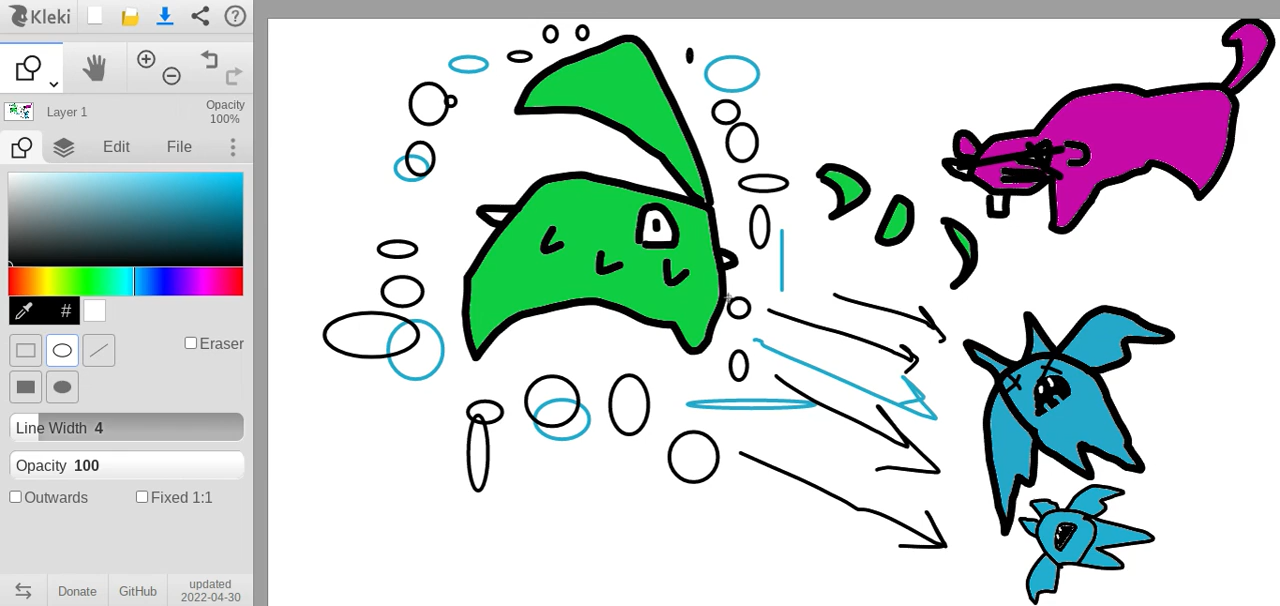 Kleki
?
Layer 1
Opacity
100%
Edit
File
#
Eraser
Line Width 4
Opacity 100
Outwards
Fixed 1:1
Donate
GitHub
updated
2022-04-30